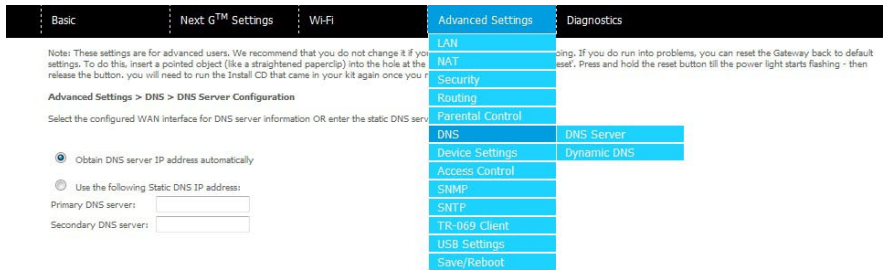 Basic
Next G™ Settings
Wi-Fi
Advanced Settings
Diagnostics
Note: These settings are for advanced users. We recommend that you do not change it if you
oing. If you do run into problems, you can reset the Gateway back to default
settings. To do this, insert a pointed object (like a straightened paperclip) into the hole at the
eset'. Press and hold the reset button till the power light starts flashing - then
release the button. you will need to run the Install CD that came in your kit again once you
Advanced Settings > DNS > DNS Server Configuration
Select the configured WAN interface for DNS server information OR enter the static DNS serv
Obtain DNS server IP address automatically
Use the following Static DNS IP address:
Primary DNS server:
Secondary DNS server:
LAN
NAT
Security
Routing
Parental Control
DNS
DNS Server
Device Settings
Dynamic DNS
Access Control
SNMP
SNTP
TR-069 Client
USB Settings
Save/Reboot